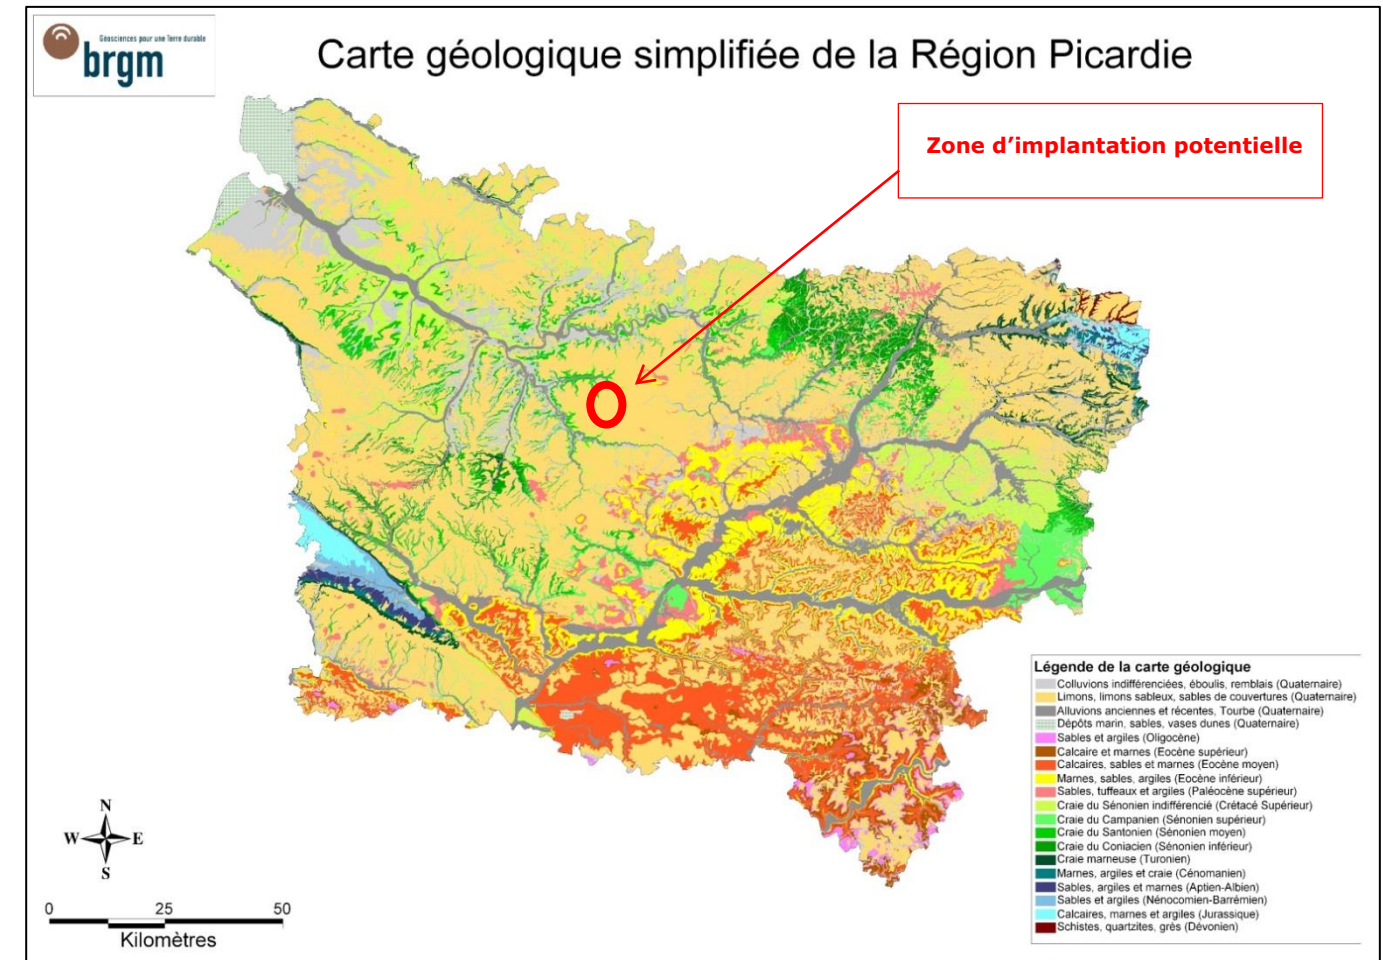 Géosciences pour une Terre durable
brgm
Carte géologique simplifiée de la Région Picardie
Zone d’implantation potentielle
Légende de la carte géologique
Colluvions indifférenciées, éboulis, remblais (Quaternaire)
Limons, limons sableux, sables de couvertures (Quaternaire)
Alluvions anciennes et récentes, Tourbe (Quaternaire)
Dépôts marin, sables, vases dunes (Quaternaire)
Sables et argiles (Oligocène)
Calcaire et marnes (Eocène supérieur)
Calcaires, sables et marnes (Eocène moyen)
Marnes, sables, argiles (Eocène inférieur)
Sables, tuffeaux et argiles (Paléocène supérieur)
Craie du Sénonien indifférencié (Crétacé Supérieur)
Craie du Campanien (Sénonien supérieur)
Craie du Santonien (Sénonien moyen)
Craie du Coniacien (Sénonien inférieur)
Craie marneuse (Turonien)
Marnes, argiles et craie (Cénomanien)
Sables, argiles et marnes (Aptien-Albien)
Sables et argiles (Nénocomien-Barrémien)
Calcaires, marnes et argiles (Jurassique)
Schistes, quartzites, grès (Dévonien)
N
W E
S
0 25 50
Kilomètres